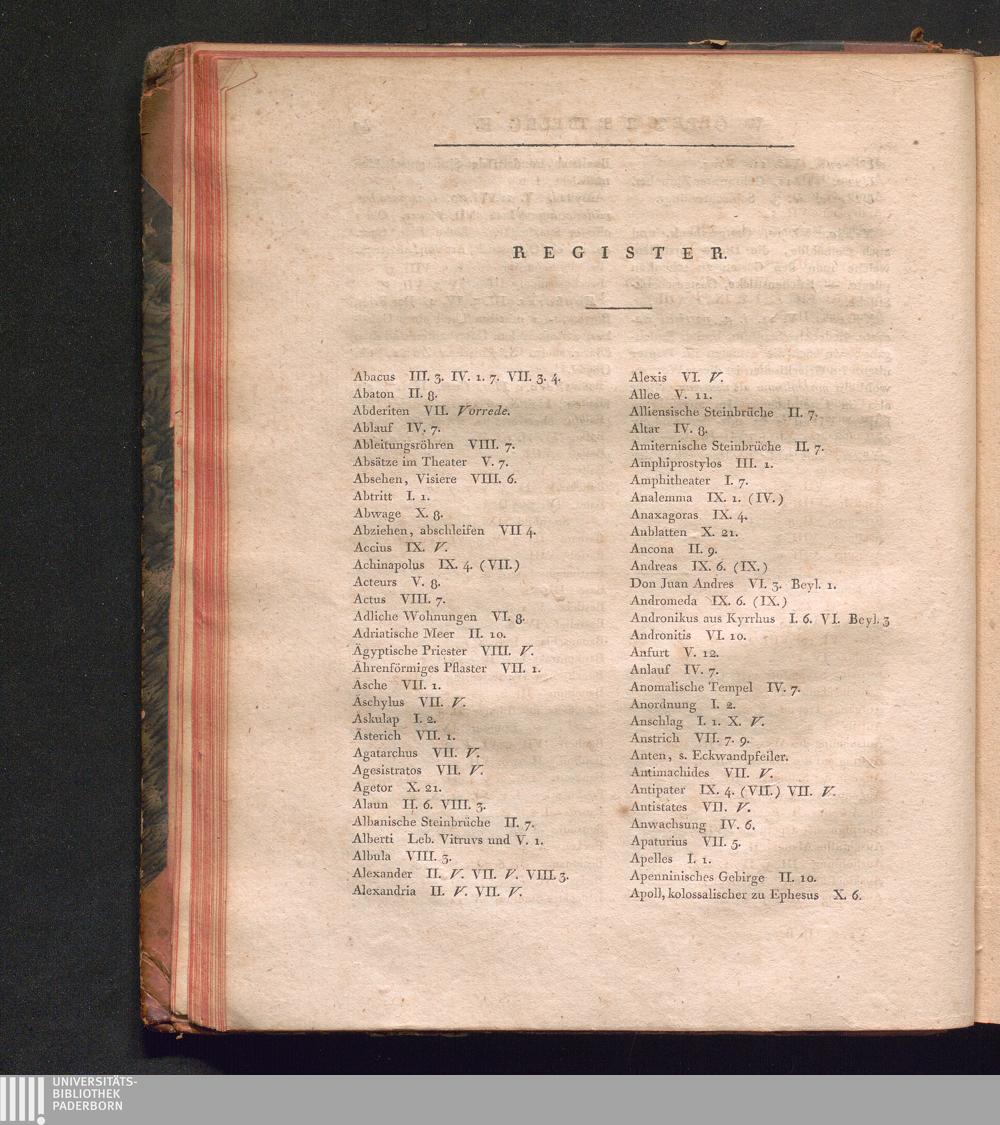 REGISTER.
Abacus III. 3. IV. 1. 7. VII. 3. 4.
Abaton II. 8.
Abderiten VII. Vorrede.
Ablauf IV. 7.
Ableitungsröhren VIII. 7.
Absätze im Theater V. 7.
Absehen, Visiere VIII. 6.
Abtritt I. 1.
Abwage X. 8.
Abziehen, abschleifen VII 4.
Accius IX. V.
Achinapolus IX. 4. (VII.)
Acteurs V. 8.
Actus VIII. 7.
Adliche Wohnungen VI. 8.
Adriatische Meer II. 10.
Ägyptische Priester VIII. V.
Ährenförmiges Pflaster VII. 1.
Äsche VII. 1.
Äschylus VII. V.
Äskulap I. 2.
Ästerich VII. 1.
Agatarchus VII. V.
Agesistratos VII. V.
Agetor X. 21.
Alaun II. 6. VIII. 3.
Albanische Steinbrüche II. 7.
Alberti Leb. Vitruvs und V. 1.
Albula VIII. 3.
Alexander II. V. VII. V. VIII. 3.
Alexandria II. V. VII. V.
Alexis VI. V.
Allee V. 11.
Alliensische Steinbrüche II. 7.
Altar IV. 8.
Amiternische Steinbrüche II. 7.
Amphiprostylos III. 1.
Amphitheater I. 7.
Analemma IX. 1. (IV.)
Anaxagoras IX. 4.
Anblatten X. 21.
Ancona II. 9.
Andreas IX. 6. (IX.)
Don Juan Andres VI. 3. Beyl. 1.
Andromeda IX. 6. (IX.)
Andronikus aus Kyrrhus I. 6. VI. Beyl. 3
Andronitis VI. 10.
Anfurt V. 12.
Anlauf IV. 7.
Anomalische Tempel IV. 7.
Anordnung I. 2.
Anschlag I. 1. X. V.
Anstrich VII. 7. 9.
Anten, s. Eckwandpfeiler.
Antimachides VII. V.
Antipater IX. 4. (VII.) VII. V.
Antistates VII. V.
Anwachsung IV. 6.
Apaturius VII. 5.
Apelles I. 1.
Apenninisches Gebirge II. 10.
Apoll, kolossalischer zu Ephesus X. 6.
UNIVERSITÄTS-
BIBLIOTHEK
PADERBORN